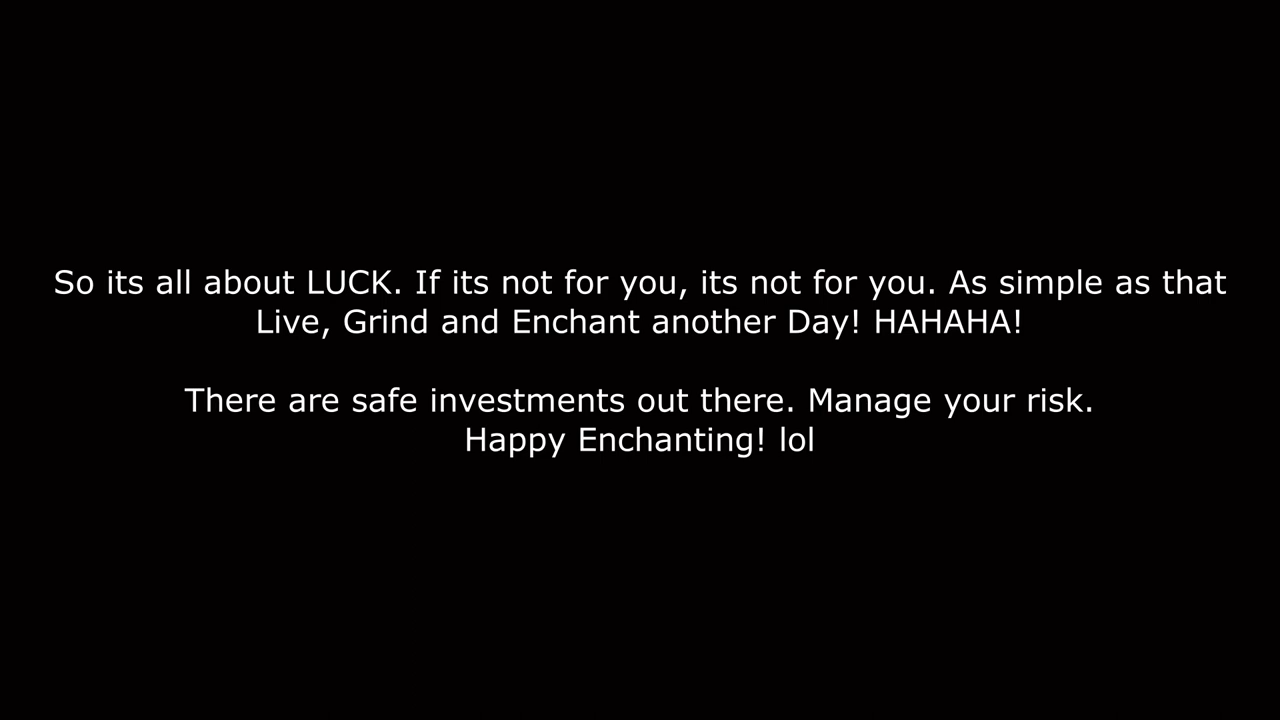 So its all about LUCK. If its not for you, its not for you. As simple as that
Live, Grind and Enchant another Day! HAHAHA!
There are safe investments out there. Manage your risk.
Happy Enchanting! lol